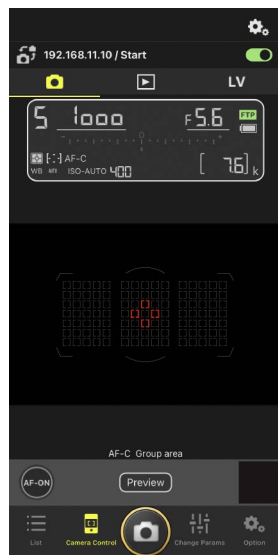 192.168.11.10 / Start
LV
S 1000 F5.6 FTP
AF-C
WB AUTO ISO-AUTO 400 [ 7.6] k
AF-C Group area
AF-ON Preview
List Camera Control Change Params Option